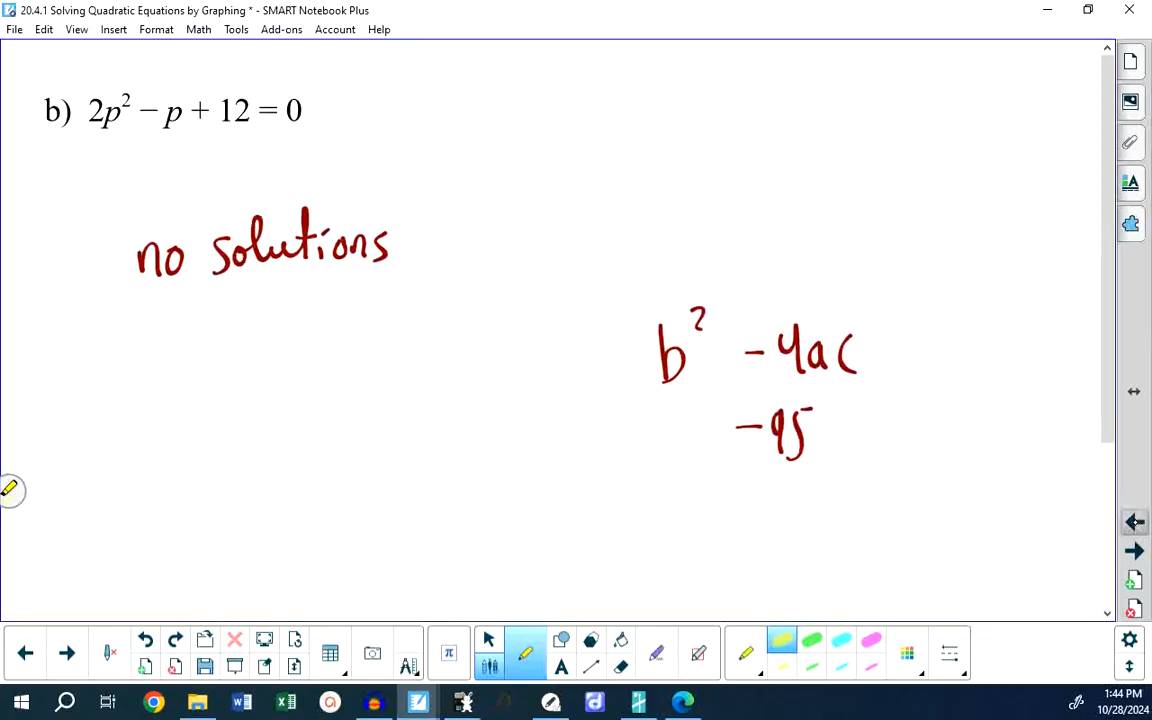 20.4.1 Solving Quadratic Equations by Graphing * - SMART Notebook Plus
File Edit View Insert Format Math Tools Add-ons Account Help
b) 2p² − p + 12 = 0
no solutions
b² - 4ac
-95
1:44 PM
10/28/2024